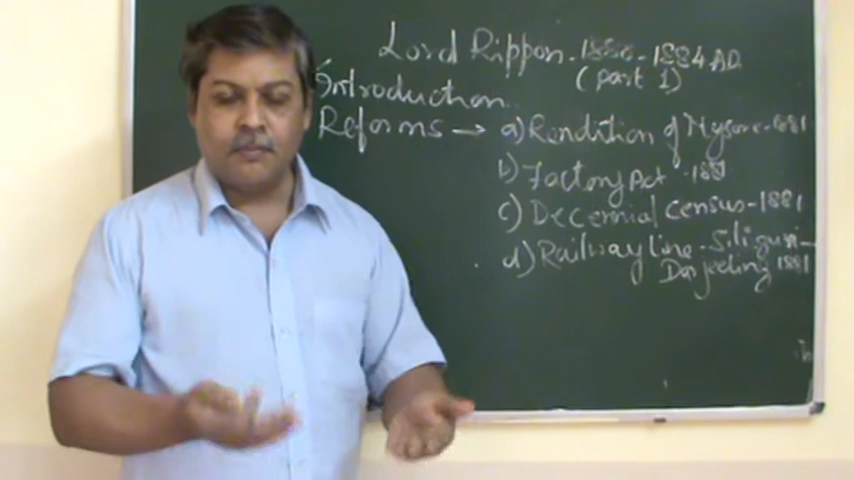 Lord Rippon - 1880 - 1884 AD
(part 1)
Introduction
Reforms → a) Rendition of Mysore - 1881
b) Factory Act - 1881
c) Decennial census - 1881
d) Railway line - Siliguri -
Darjeeling 1881